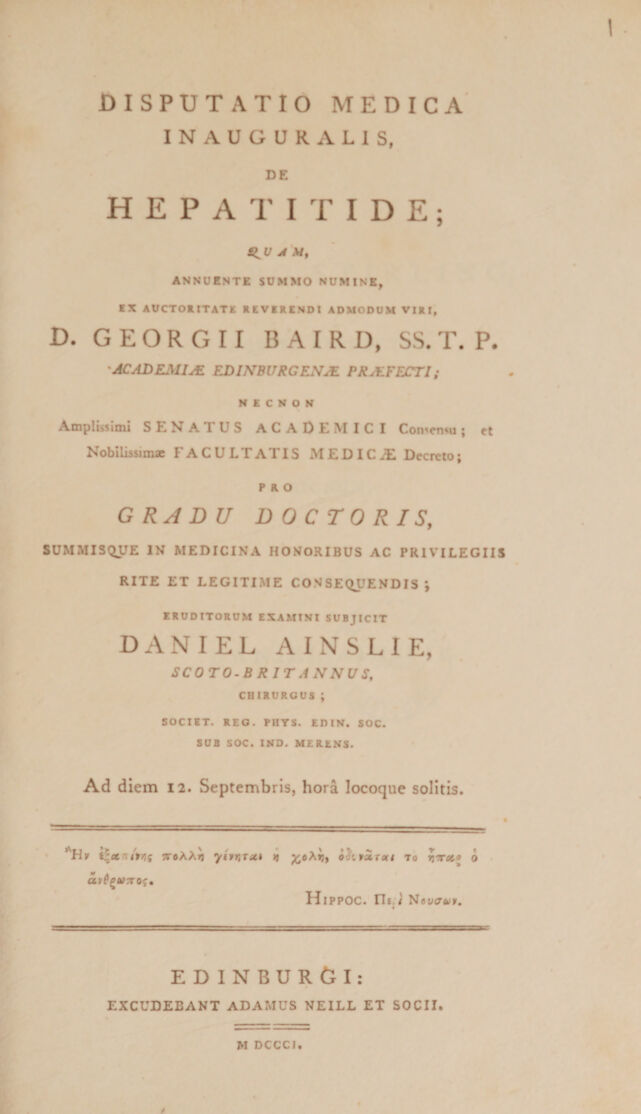 1
DISPUTATIO MEDICA
INAUGURALIS,
DE
HEPATITIDE;
QUAM,
ANNUENTE SUMMO NUMINE,
EX AUCTORITATE REVERENDI ADMODUM VIRI,
D. GEORGII BAIRD, SS. T. P.
ACADEMIÆ EDINBURGENÆ PRÆFECTI;
NECNON
Amplissimi SENATUS ACADEMICI Consensu; et
Nobilissimæ FACULTATIS MEDICÆ Decreto;
PRO
GRADU DOCTORIS,
SUMMISQUE IN MEDICINA HONORIBUS AC PRIVILEGIIS
RITE ET LEGITIME CONSEQUENDIS;
ERUDITORUM EXAMINI SUBJICIT
DANIEL AINSLIE,
SCOTO-BRITANNUS,
CHIRURGUS;
SOCIET. REG. PHYS. EDIN. SOC.
SUB SOC. IND. MERENS.
Ad diem 12. Septembris, horâ locoque solitis.
Ἢν ἐξαπίνης πολλὴ γένηται ἡ χολὴ, ὀδυνᾶται το ἧπαρ ὁ
ἄνθρωπος.
HIPPOC. Περὶ Νουσων.
EDINBURGI:
EXCUDEBANT ADAMUS NEILL ET SOCII.
M DCCCI.